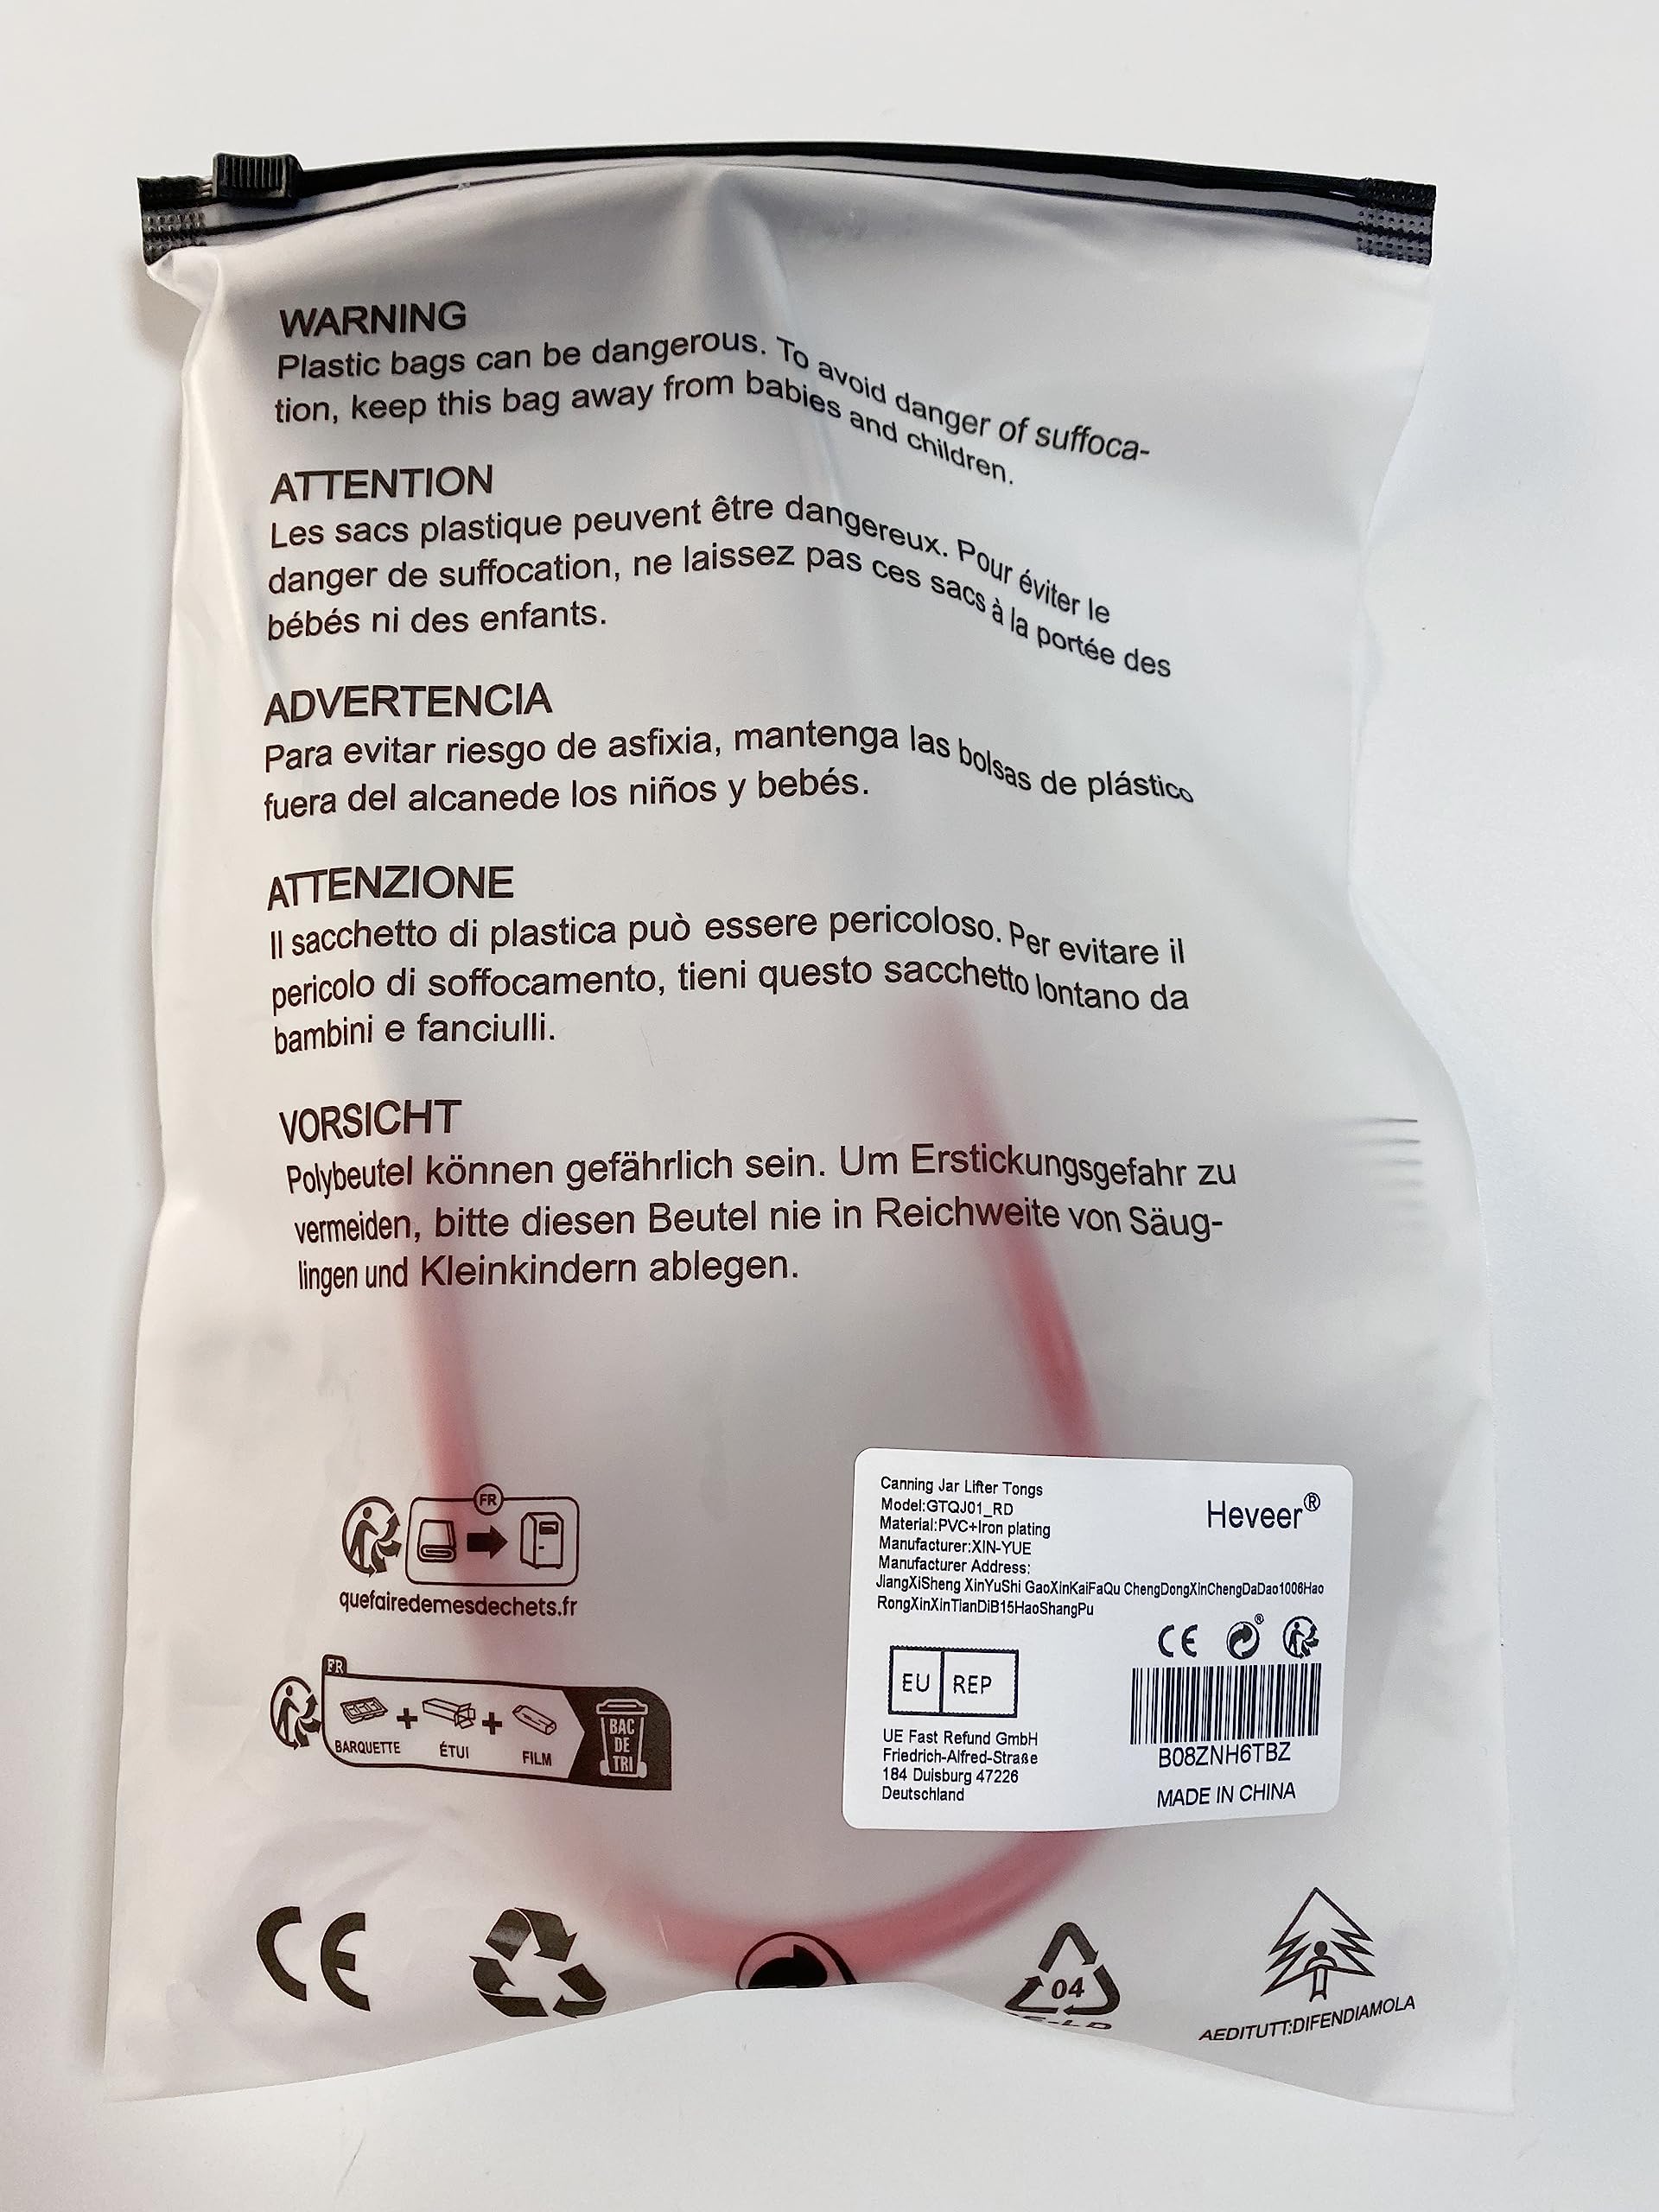 WARNING
Plastic bags can be dangerous. To avoid danger of suffoca-
tion, keep this bag away from babies and children.
ATTENTION
Les sacs plastique peuvent être dangereux. Pour éviter le
danger de suffocation, ne laissez pas ces sacs à la portée des
bébés ni des enfants.
ADVERTENCIA
Para evitar riesgo de asfixia, mantenga las bolsas de plástico
fuera del alcanede los niños y bebés.
ATTENZIONE
Il sacchetto di plastica può essere pericoloso. Per evitare il
pericolo di soffocamento, tieni questo sacchetto lontano da
bambini e fanciulli.
VORSICHT
Polybeutel können gefährlich sein. Um Erstickungsgefahr zu
vermeiden, bitte diesen Beutel nie in Reichweite von Säug-
lingen und Kleinkindern ablegen.
FR
quefairedemesdechets.fr
FR
BARQUETTE + ÉTUI + FILM
BAC
DE
TRI
Canning Jar Lifter Tongs
Model:GTQJ01_RD
Material:PVC+Iron plating
Manufacturer:XIN-YUE
Manufacturer Address:
JiangXiSheng XinYuShi GaoXinKaiFaQu ChengDongXinChengDaDao1006Hao
RongXinXinTianDiB15HaoShangPu
Heveer®
CE
EU REP
UE Fast Refund GmbH
Friedrich-Alfred-Straße
184 Duisburg 47226
Deutschland
B08ZNH6TBZ
MADE IN CHINA
CE
04
AEDITUTT:DIFENDIAMOLA